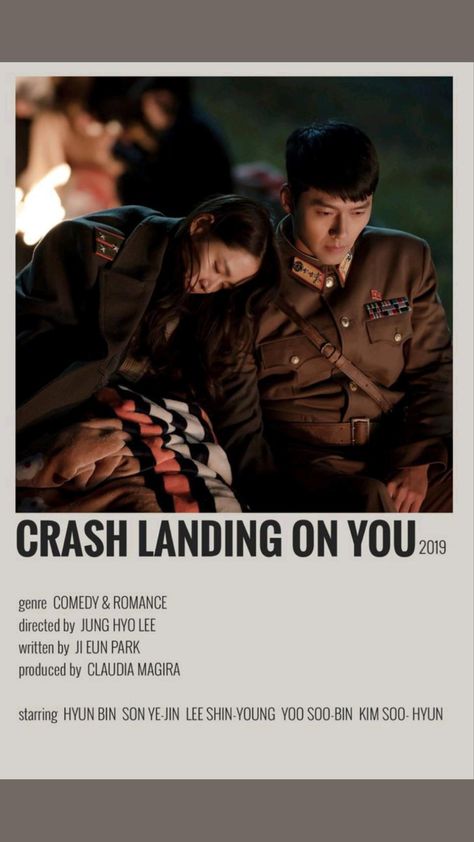 CRASH LANDING ON YOU 2019
genre COMEDY & ROMANCE
directed by JUNG HYO LEE
written by JI EUN PARK
produced by CLAUDIA MAGIRA
starring HYUN BIN SON YE-JIN LEE SHIN-YOUNG YOO SOO-BIN KIM SOO- HYUN